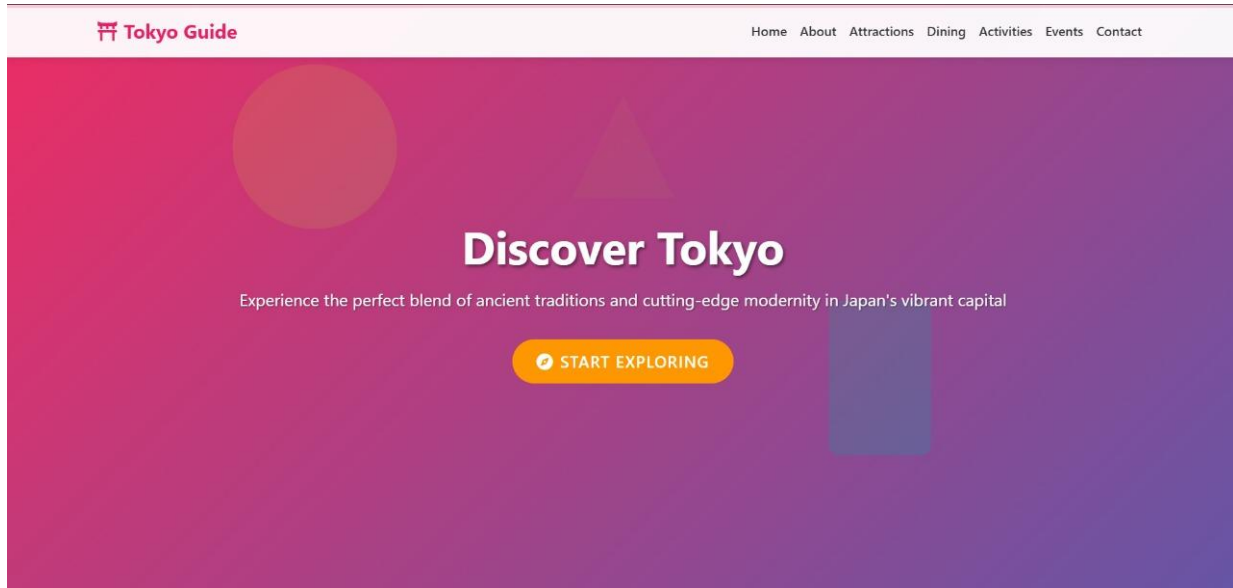 Tokyo Guide
Home About Attractions Dining Activities Events Contact
Discover Tokyo
Experience the perfect blend of ancient traditions and cutting-edge modernity in Japan's vibrant capital
START EXPLORING